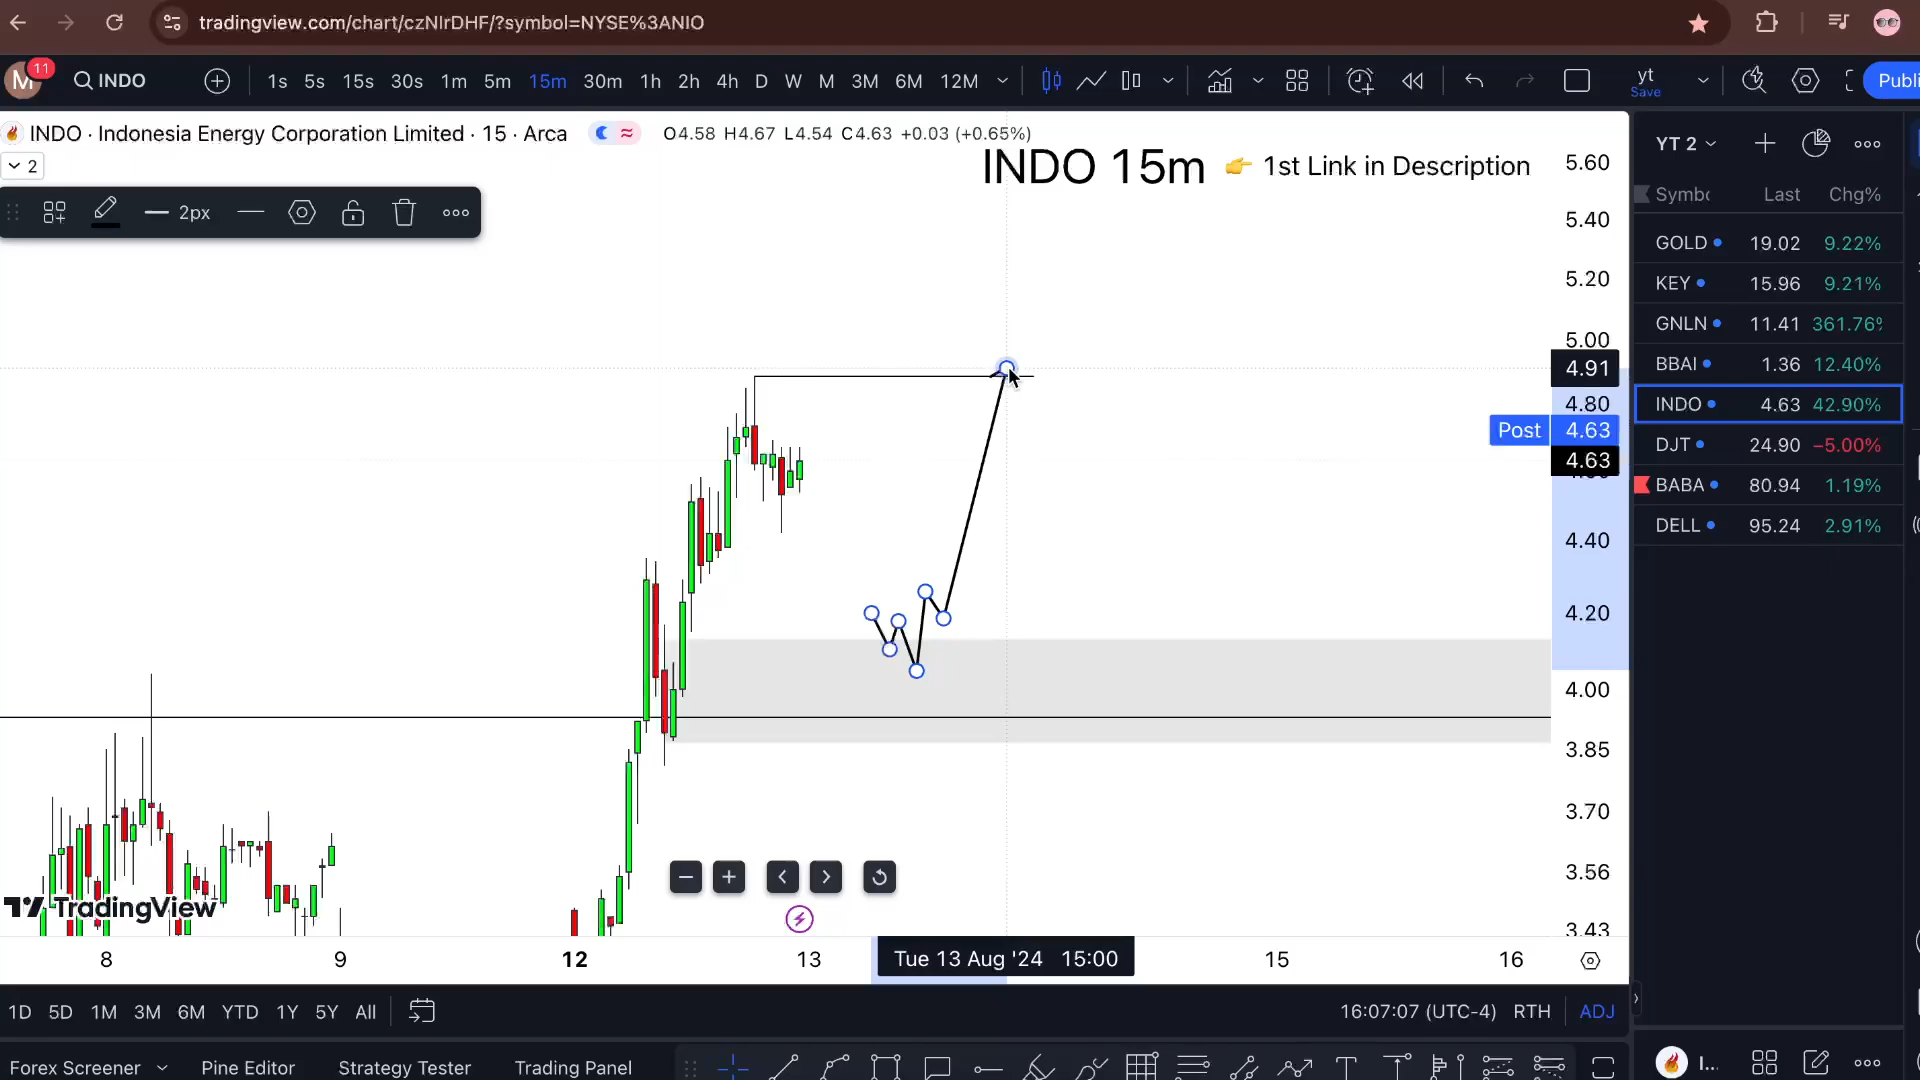 tradingview.com/chart/czNlrDHF/?symbol=NYSE%3ANIO
M 11 INDO 1s 5s 15s 30s 1m 5m 15m 30m 1h 2h 4h D W M 3M 6M 12M yt Save Publi
INDO · Indonesia Energy Corporation Limited · 15 · Arca O4.58 H4.67 L4.54 C4.63 +0.03 (+0.65%)
2
INDO 15m 👉 1st Link in Description
2px
5.60
5.40
5.20
5.00
4.91
4.80
Post 4.63
4.63
4.40
4.20
4.00
3.85
3.70
3.56
3.43
YT 2
Symbo Last Chg%
GOLD 19.02 9.22%
KEY 15.96 9.21%
GNLN 11.41 361.76%
BBAI 1.36 12.40%
INDO 4.63 42.90%
DJT 24.90 −5.00%
BABA 80.94 1.19%
DELL 95.24 2.91%
TradingView
8 9 12 13 Tue 13 Aug '24 15:00 15 16
1D 5D 1M 3M 6M YTD 1Y 5Y All 16:07:07 (UTC-4) RTH ADJ
Forex Screener Pine Editor Strategy Tester Trading Panel I...